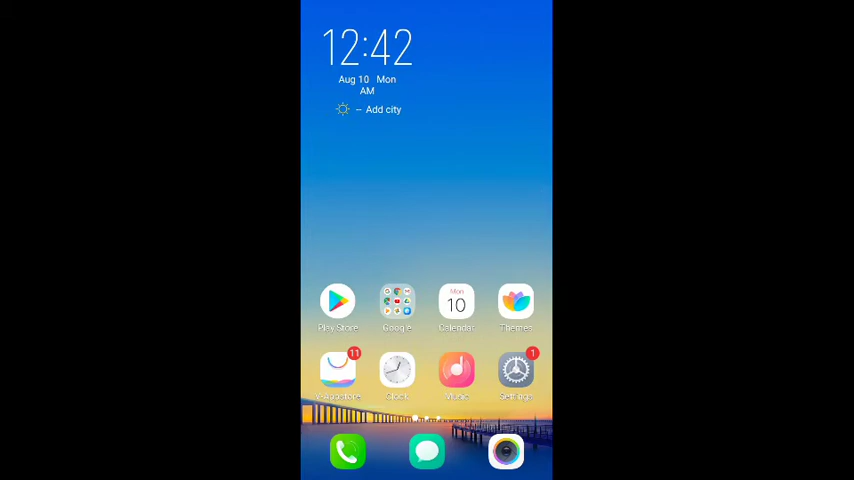 12:42
Aug 10 Mon
AM
– Add city
Play Store
Google
Mon
10
Calendar
Themes
11
V-Appstore
Clock
Music
1
Settings